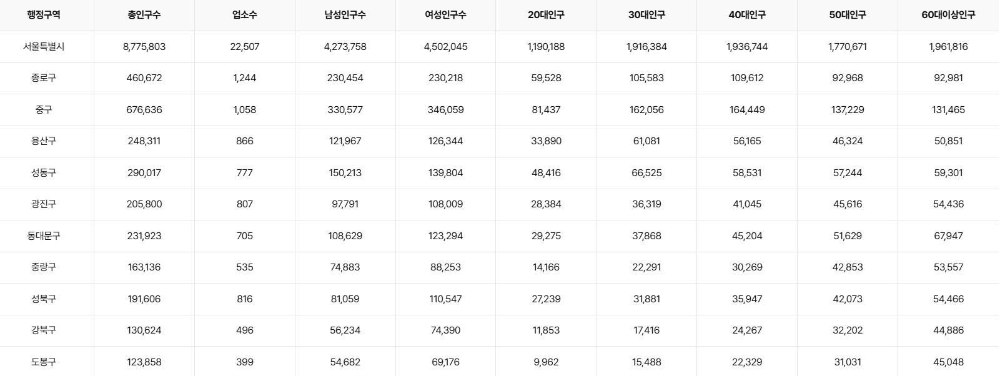 행정구역 총인구수 업소수 남성인구수 여성인구수 20대인구 30대인구 40대인구 50대인구 60대이상인구
서울특별시 8,775,803 22,507 4,273,758 4,502,045 1,190,188 1,916,384 1,936,744 1,770,671 1,961,816
종로구 460,672 1,244 230,454 230,218 59,528 105,583 109,612 92,968 92,981
중구 676,636 1,058 330,577 346,059 81,437 162,056 164,449 137,229 131,465
용산구 248,311 866 121,967 126,344 33,890 61,081 56,165 46,324 50,851
성동구 290,017 777 150,213 139,804 48,416 66,525 58,531 57,244 59,301
광진구 205,800 807 97,791 108,009 28,384 36,319 41,045 45,616 54,436
동대문구 231,923 705 108,629 123,294 29,275 37,868 45,204 51,629 67,947
중랑구 163,136 535 74,883 88,253 14,166 22,291 30,269 42,853 53,557
성북구 191,606 816 81,059 110,547 27,239 31,881 35,947 42,073 54,466
강북구 130,624 496 56,234 74,390 11,853 17,416 24,267 32,202 44,886
도봉구 123,858 399 54,682 69,176 9,962 15,488 22,329 31,031 45,048